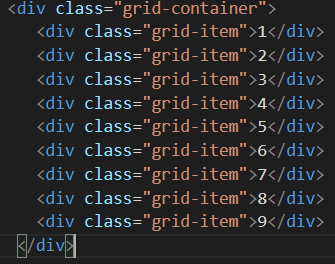 <div class="grid-container">
<div class="grid-item">1</div>
<div class="grid-item">2</div>
<div class="grid-item">3</div>
<div class="grid-item">4</div>
<div class="grid-item">5</div>
<div class="grid-item">6</div>
<div class="grid-item">7</div>
<div class="grid-item">8</div>
<div class="grid-item">9</div>
</div>